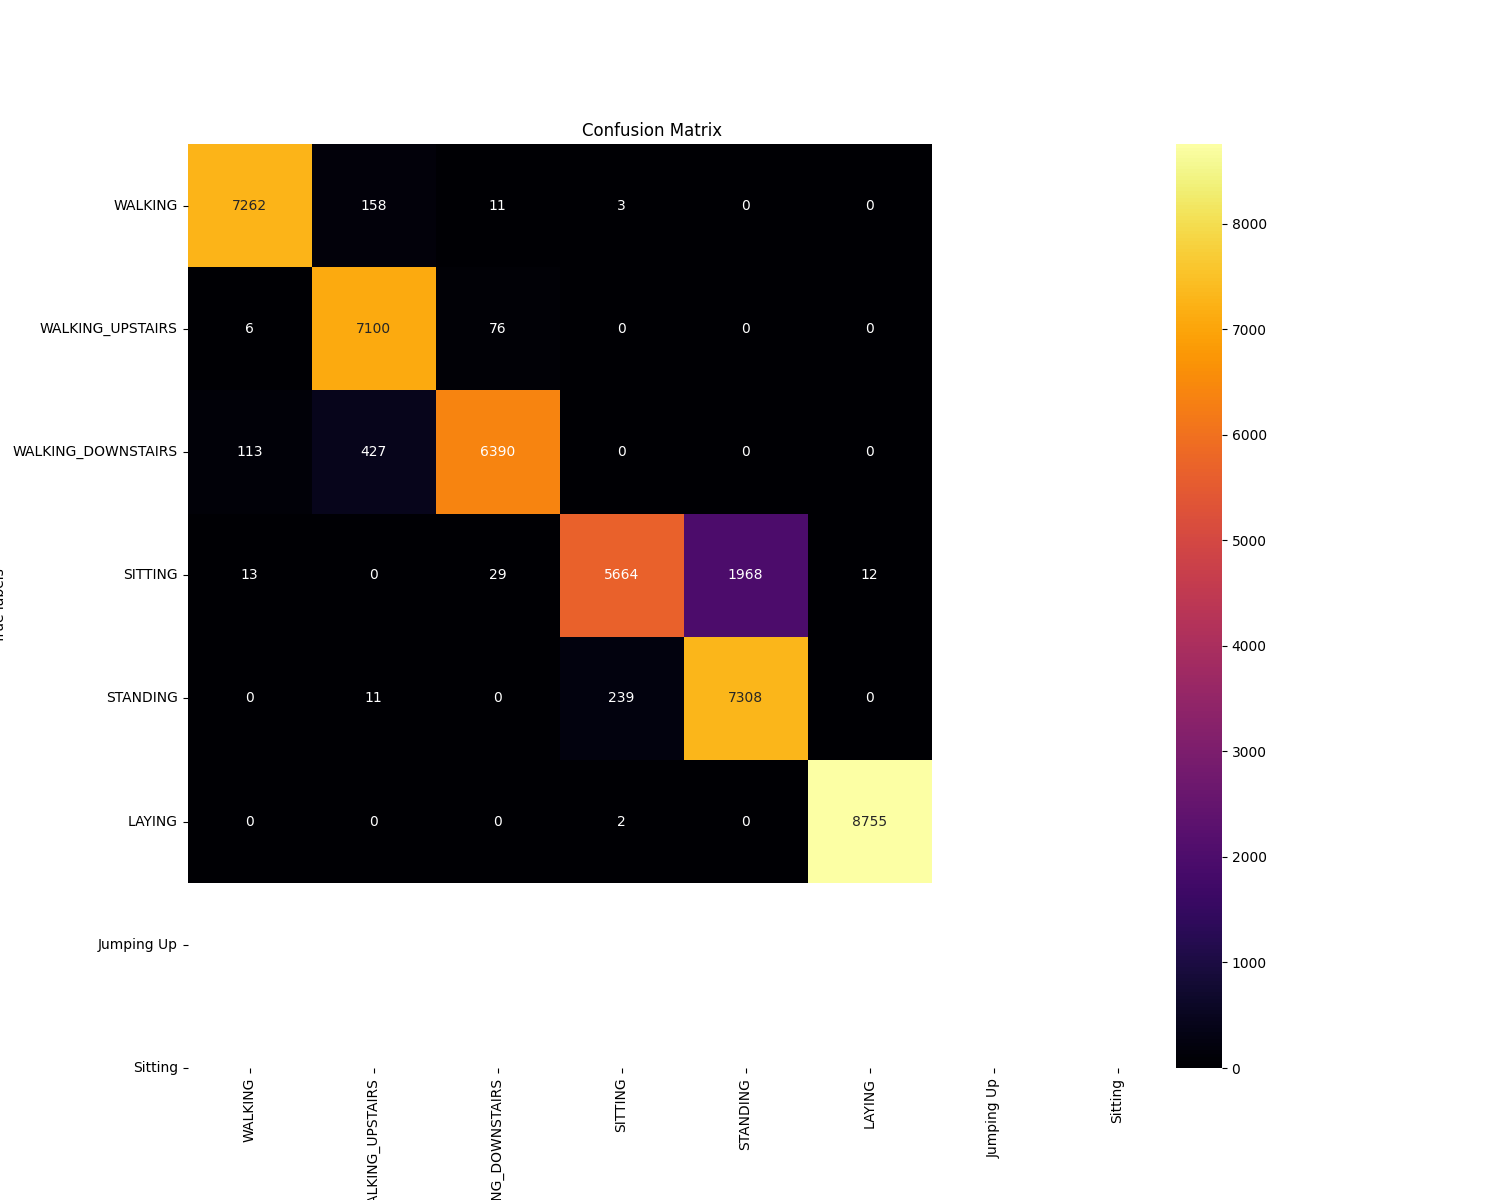 Confusion Matrix
WALKING 7262 158 11 3 0 0
WALKING_UPSTAIRS 6 7100 76 0 0 0
WALKING_DOWNSTAIRS 113 427 6390 0 0 0
SITTING 13 0 29 5664 1968 12
STANDING 0 11 0 239 7308 0
LAYING 0 0 0 2 0 8755
Jumping Up
Sitting
WALKING
ALKING_UPSTAIRS
NG_DOWNSTAIRS
SITTING
STANDING
LAYING
Jumping Up
Sitting
8000
7000
6000
5000
4000
3000
2000
1000
0